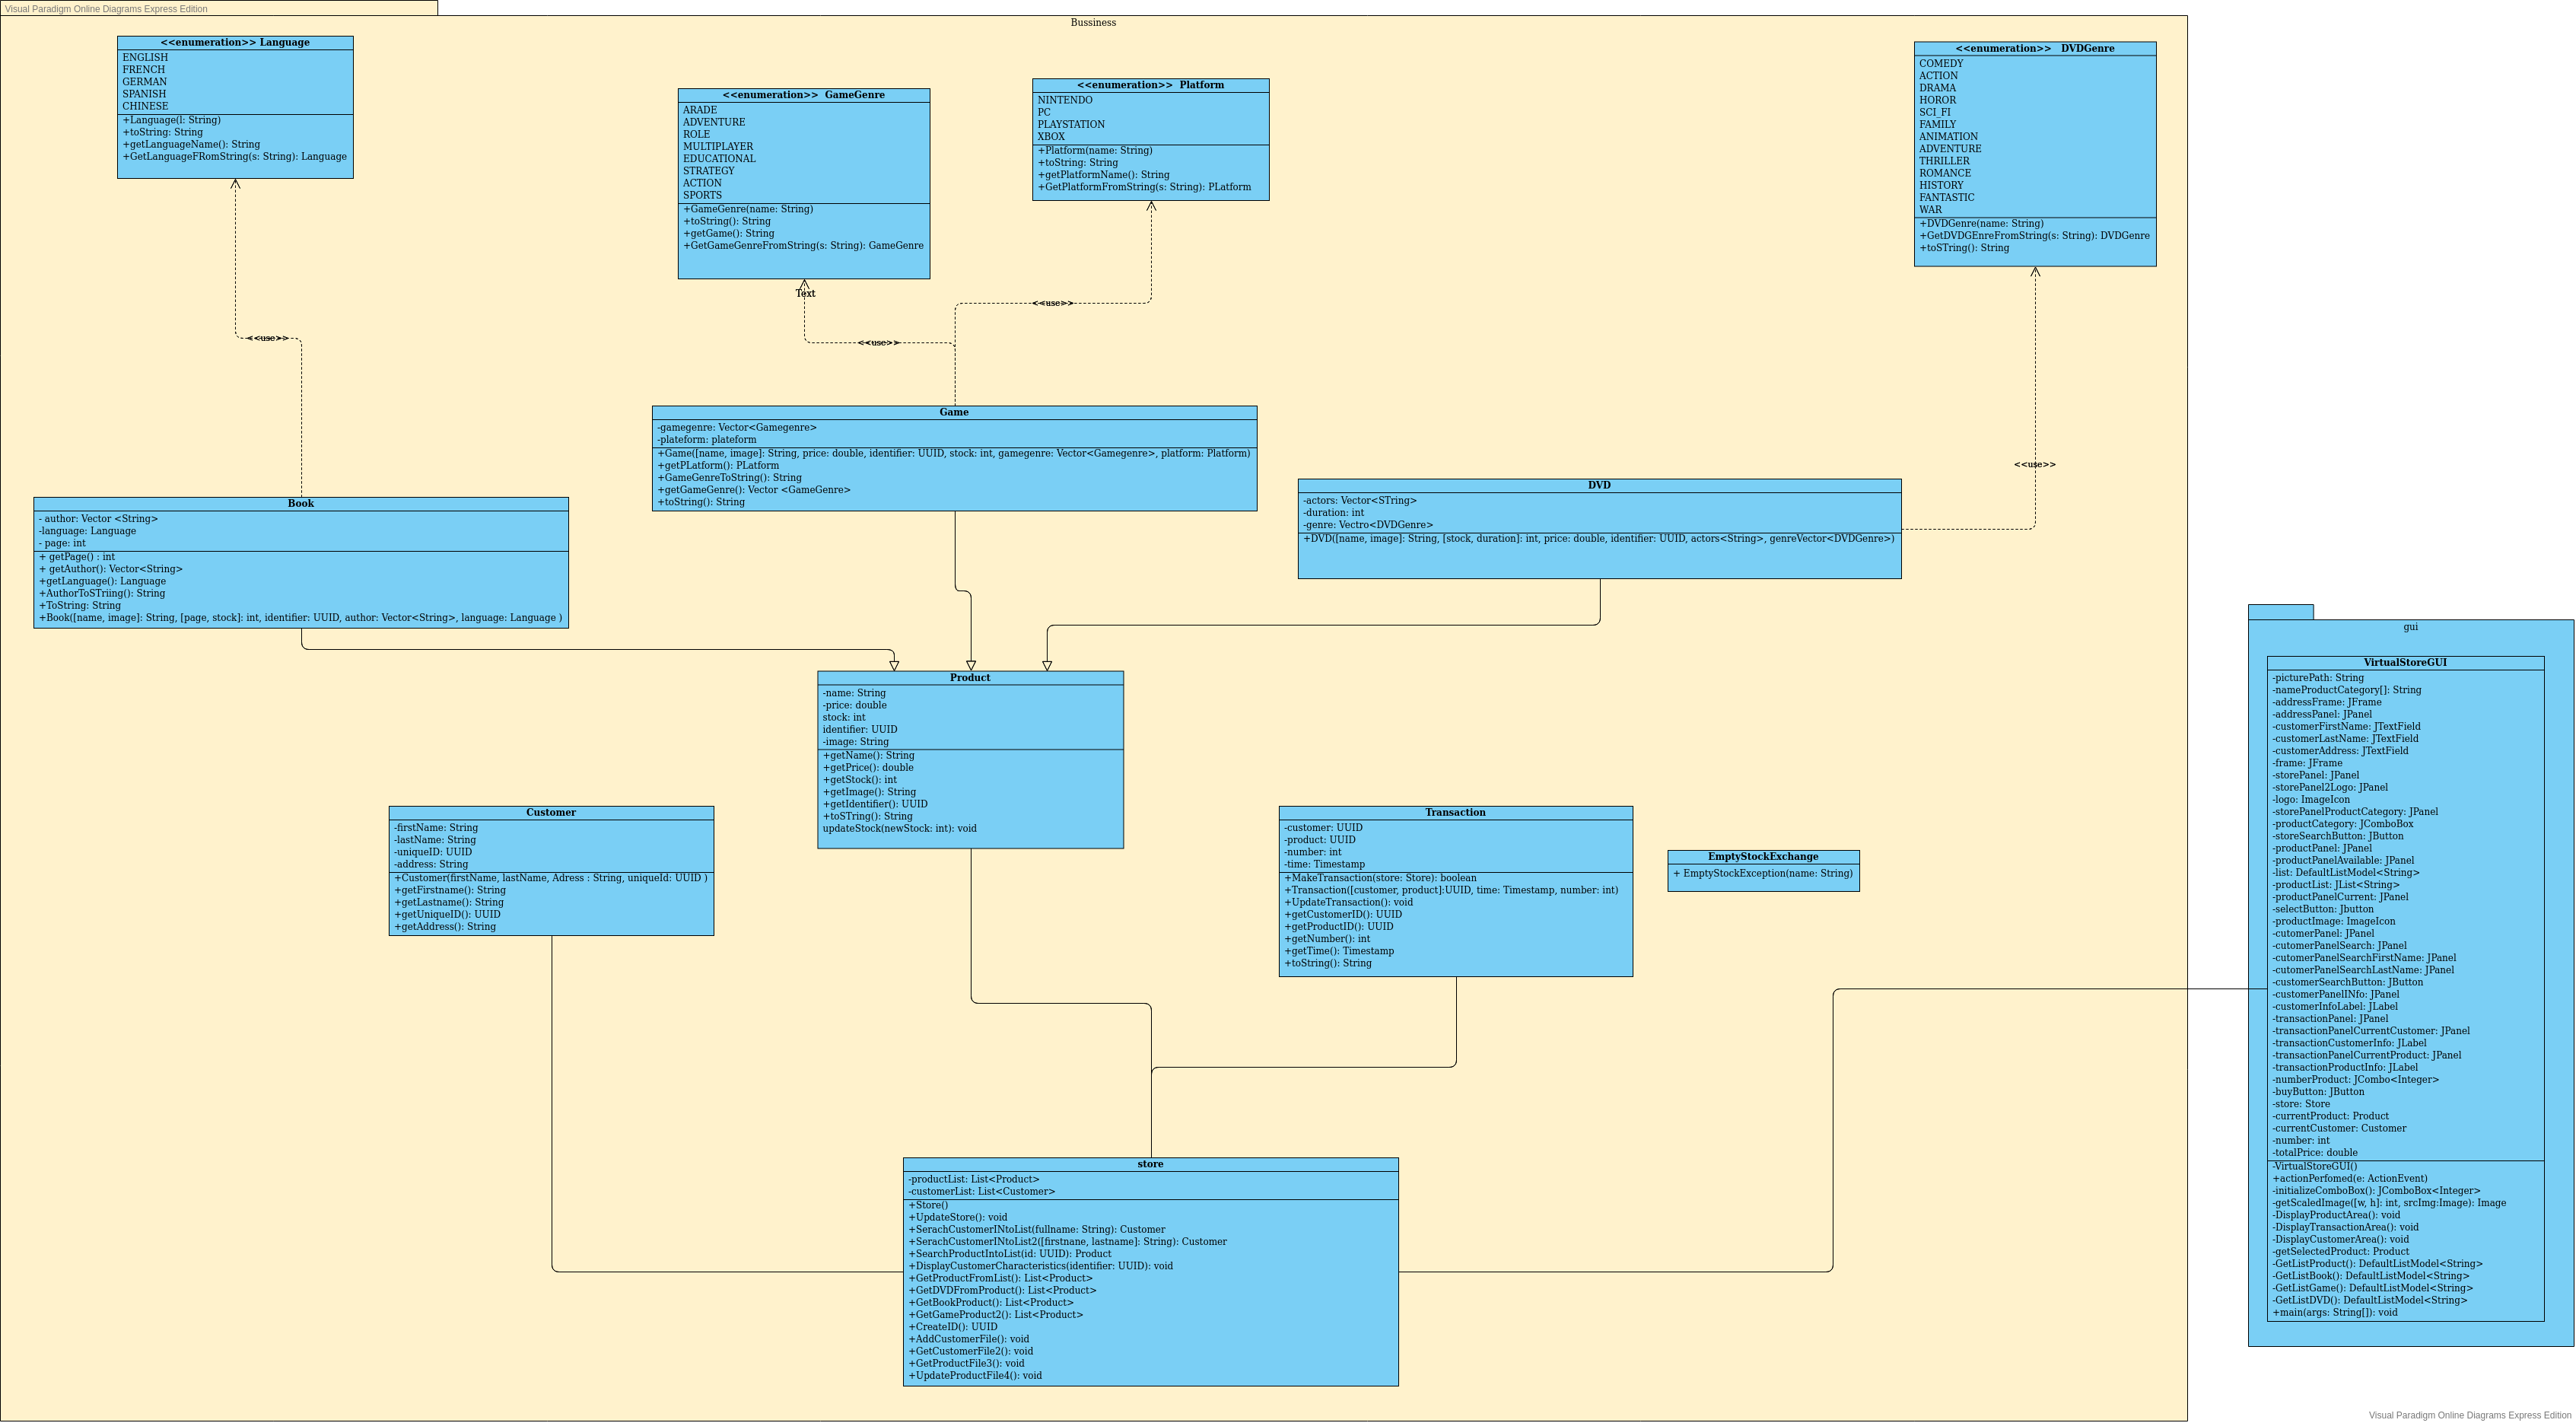 Visual Paradigm Online Diagrams Express Edition
Bussiness
<<enumeration>> Language
ENGLISH
FRENCH
GERMAN
SPANISH
CHINESE
+Language(l: String)
+toString: String
+getLanguageName(): String
+GetLanguageFRomString(s: String): Language
<<enumeration>> GameGenre
ARADE
ADVENTURE
ROLE
MULTIPLAYER
EDUCATIONAL
STRATEGY
ACTION
SPORTS
+GameGenre(name: String)
+toString(): String
+getGame(): String
+GetGameGenreFromString(s: String): GameGenre
<<enumeration>> Platform
NINTENDO
PC
PLAYSTATION
XBOX
+Platform(name: String)
+toString: String
+getPlatformName(): String
+GetPlatformFromString(s: String): PLatform
<<enumeration>> DVDGenre
COMEDY
ACTION
DRAMA
HOROR
SCI_FI
FAMILY
ANIMATION
ADVENTURE
THRILLER
ROMANCE
HISTORY
FANTASTIC
WAR
+DVDGenre(name: String)
+GetDVDGEnreFromString(s: String): DVDGenre
+toSTring(): String
Text
<<use>>
<<use>>
<<use>>
<<use>>
Game
-gamegenre: Vector<Gamegenre>
-plateform: plateform
+Game([name, image]: String, price: double, identifier: UUID, stock: int, gamegenre: Vector<Gamegenre>, platform: Platform)
+getPLatform(): PLatform
+GameGenreToString(): String
+getGameGenre(): Vector <GameGenre>
+toString(): String
DVD
-actors: Vector<STring>
-duration: int
-genre: Vectro<DVDGenre>
+DVD([name, image]: String, [stock, duration]: int, price: double, identifier: UUID, actors<String>, genreVector<DVDGenre>)
Book
- author: Vector <String>
-language: Language
- page: int
+ getPage() : int
+ getAuthor(): Vector<String>
+getLanguage(): Language
+AuthorToSTriing(): String
+ToString: String
+Book([name, image]: String, [page, stock]: int, identifier: UUID, author: Vector<String>, language: Language )
Product
-name: String
-price: double
stock: int
identifier: UUID
-image: String
+getName(): String
+getPrice(): double
+getStock(): int
+getImage(): String
+getIdentifier(): UUID
+toSTring(): String
updateStock(newStock: int): void
Customer
-firstName: String
-lastName: String
-uniqueID: UUID
-address: String
+Customer(firstName, lastName, Adress : String, uniqueId: UUID )
+getFirstname(): String
+getLastname(): String
+getUniqueID(): UUID
+getAddress(): String
Transaction
-customer: UUID
-product: UUID
-number: int
-time: Timestamp
+MakeTransaction(store: Store): boolean
+Transaction([customer, product]:UUID, time: Timestamp, number: int)
+UpdateTransaction(): void
+getCustomerID(): UUID
+getProductID(): UUID
+getNumber(): int
+getTime(): Timestamp
+toString(): String
EmptyStockExchange
+ EmptyStockException(name: String)
store
-productList: List<Product>
-customerList: List<Customer>
+Store()
+UpdateStore(): void
+SerachCustomerINtoList(fullname: String): Customer
+SerachCustomerINtoList2([firstnane, lastname]: String): Customer
+SearchProductIntoList(id: UUID): Product
+DisplayCustomerCharacteristics(identifier: UUID): void
+GetProductFromList(): List<Product>
+GetDVDFromProduct(): List<Product>
+GetBookProduct(): List<Product>
+GetGameProduct2(): List<Product>
+CreateID(): UUID
+AddCustomerFile(): void
+GetCustomerFile2(): void
+GetProductFile3(): void
+UpdateProductFile4(): void
gui
VirtualStoreGUI
-picturePath: String
-nameProductCategory[]: String
-addressFrame: JFrame
-addressPanel: JPanel
-customerFirstName: JTextField
-customerLastName: JTextField
-customerAddress: JTextField
-frame: JFrame
-storePanel: JPanel
-storePanel2Logo: JPanel
-logo: ImageIcon
-storePanelProductCategory: JPanel
-productCategory: JComboBox
-storeSearchButton: JButton
-productPanel: JPanel
-productPanelAvailable: JPanel
-list: DefaultListModel<String>
-productList: JList<String>
-productPanelCurrent: JPanel
-selectButton: Jbutton
-productImage: ImageIcon
-cutomerPanel: JPanel
-cutomerPanelSearch: JPanel
-cutomerPanelSearchFirstName: JPanel
-cutomerPanelSearchLastName: JPanel
-customerSearchButton: JButton
-customerPanelINfo: JPanel
-customerInfoLabel: JLabel
-transactionPanel: JPanel
-transactionPanelCurrentCustomer: JPanel
-transactionCustomerInfo: JLabel
-transactionPanelCurrentProduct: JPanel
-transactionProductInfo: JLabel
-numberProduct: JCombo<Integer>
-buyButton: JButton
-store: Store
-currentProduct: Product
-currentCustomer: Customer
-number: int
-totalPrice: double
-VirtualStoreGUI()
+actionPerfomed(e: ActionEvent)
-initializeComboBox(): JComboBox<Integer>
-getScaledImage([w, h]: int, srcImg:Image): Image
-DisplayProductArea(): void
-DisplayTransactionArea(): void
-DisplayCustomerArea(): void
-getSelectedProduct: Product
-GetListProduct(): DefaultListModel<String>
-GetListBook(): DefaultListModel<String>
-GetListGame(): DefaultListModel<String>
-GetListDVD(): DefaultListModel<String>
+main(args: String[]): void
Visual Paradigm Online Diagrams Express Edition